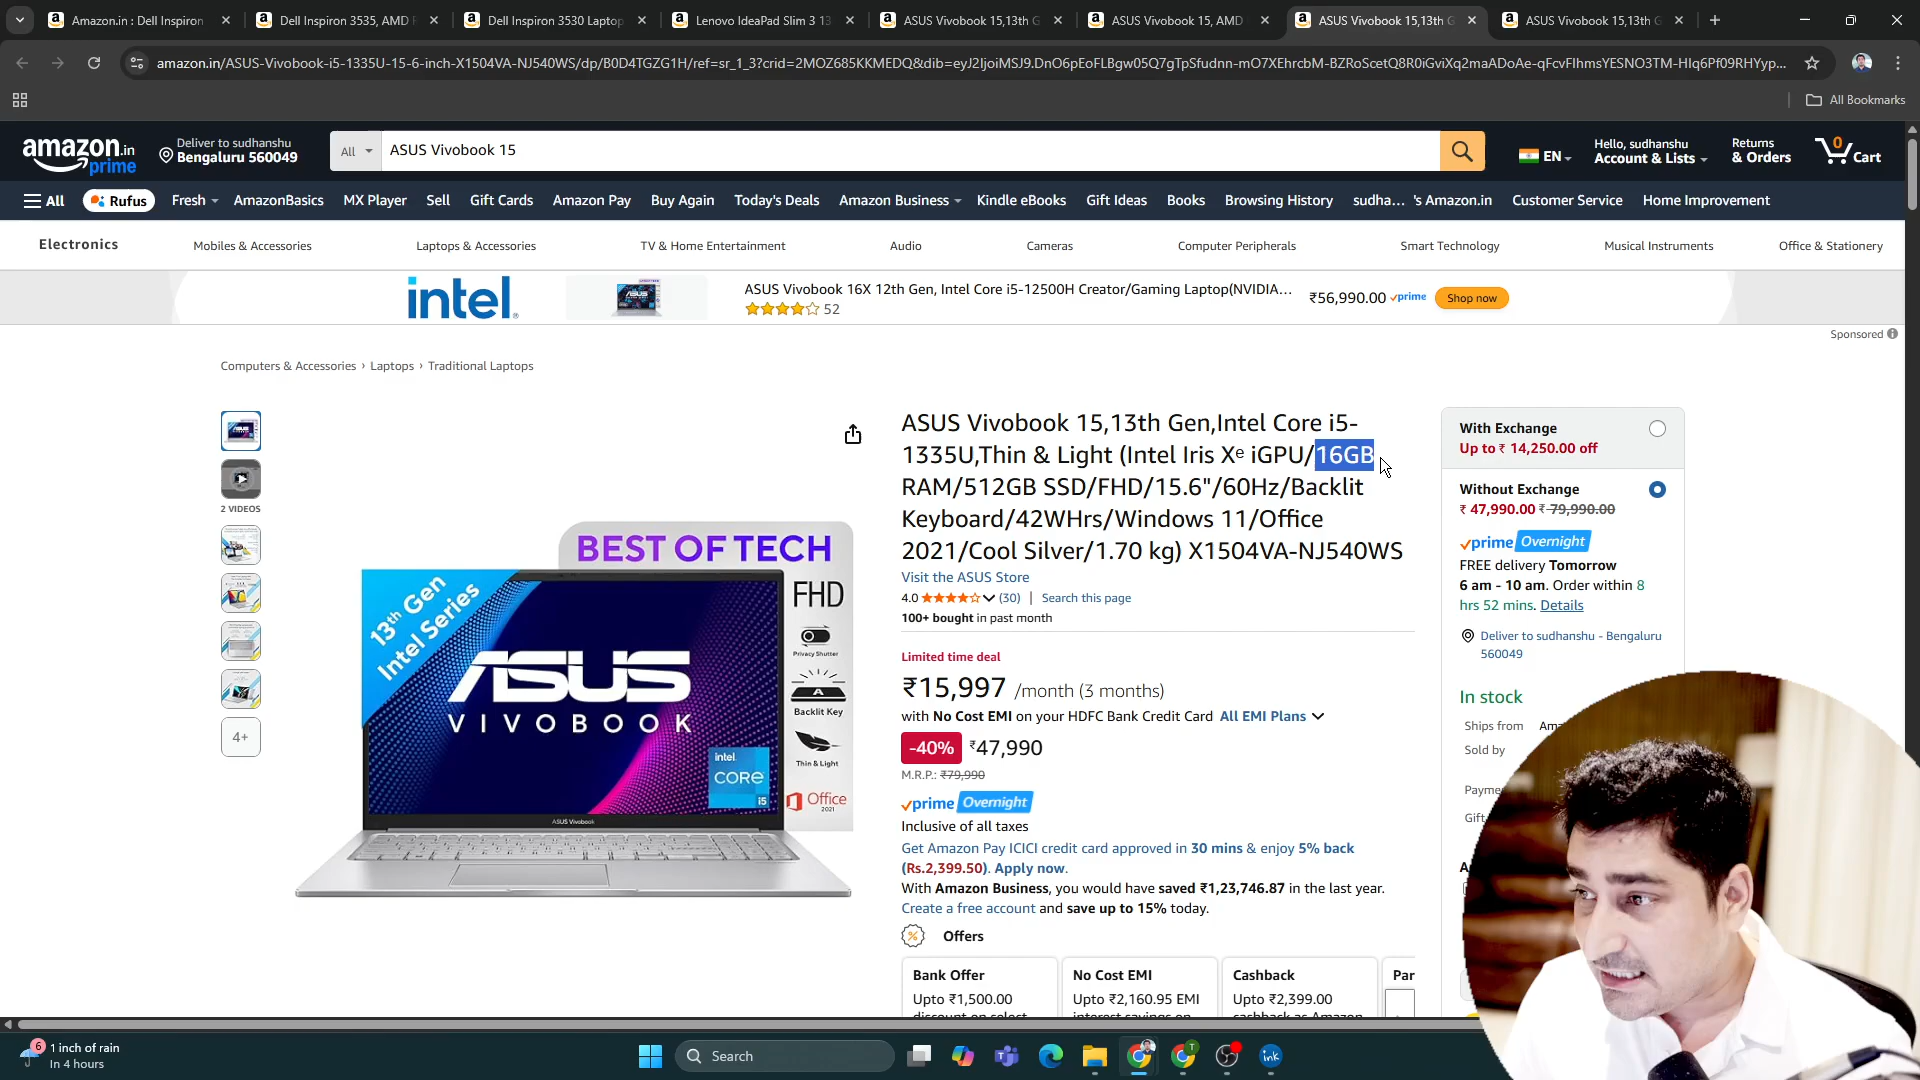 Amazon.in : Dell Inspiron
Dell Inspiron 3535, AMD R
Dell Inspiron 3530 Laptop
Lenovo IdeaPad Slim 3 13
ASUS Vivobook 15,13th G
ASUS Vivobook 15, AMD
ASUS Vivobook 15,13th G
ASUS Vivobook 15,13th G
amazon.in/ASUS-Vivobook-i5-1335U-15-6-inch-X1504VA-NJ540WS/dp/B0D4TGZG1H/ref=sr_1_3?crid=2MOZ685KKMEDQ&dib=eyJ2IjoiMSJ9.DnO6pEoFLBgw05Q7gTpSfudnn-mO7XEhrcbM-BZRoScetQ8R0iGviXq2maADoAe-qFcvFIhmsYESNO3TM-HIq6Pf09RHYyp...
All Bookmarks
amazon.in
prime
Deliver to sudhanshu
Bengaluru 560049
All
ASUS Vivobook 15
EN
Hello, sudhanshu
Account & Lists
Returns
& Orders
0
Cart
All
Rufus
Fresh
AmazonBasics
MX Player
Sell
Gift Cards
Amazon Pay
Buy Again
Today's Deals
Amazon Business
Kindle eBooks
Gift Ideas
Books
Browsing History
sudha... 's Amazon.in
Customer Service
Home Improvement
Electronics
Mobiles & Accessories
Laptops & Accessories
TV & Home Entertainment
Audio
Cameras
Computer Peripherals
Smart Technology
Musical Instruments
Office & Stationery
intel.
ASUS Vivobook 16X 12th Gen, Intel Core i5-12500H Creator/Gaming Laptop(NVIDIA...
52
₹56,990.00 prime
Shop now
Sponsored
Computers & Accessories › Laptops › Traditional Laptops
2 VIDEOS
4+
BEST OF TECH
13th Gen
Intel Series
ASUS
VIVOBOOK
intel
CORE
i5
ASUS Vivobook
FHD
Privacy Shutter
Backlit Key
Thin & Light
Office
2021
ASUS Vivobook 15,13th Gen,Intel Core i5-
1335U,Thin & Light (Intel Iris Xᵉ iGPU/16GB
RAM/512GB SSD/FHD/15.6"/60Hz/Backlit
Keyboard/42WHrs/Windows 11/Office
2021/Cool Silver/1.70 kg) X1504VA-NJ540WS
Visit the ASUS Store
4.0 (30) | Search this page
100+ bought in past month
Limited time deal
₹15,997 /month (3 months)
with No Cost EMI on your HDFC Bank Credit Card All EMI Plans
-40% ₹47,990
M.R.P.: ₹79,990
prime Overnight
Inclusive of all taxes
Get Amazon Pay ICICI credit card approved in 30 mins & enjoy 5% back
(Rs.2,399.50). Apply now.
With Amazon Business, you would have saved ₹1,23,746.87 in the last year.
Create a free account and save up to 15% today.
Offers
Bank Offer
Upto ₹1,500.00
discount on select
No Cost EMI
Upto ₹2,160.95 EMI
interest savings on
Cashback
Upto ₹2,399.00
cashback as Amazon
Par
With Exchange
Up to ₹ 14,250.00 off
Without Exchange
₹ 47,990.00 ₹ 79,990.00
prime Overnight
FREE delivery Tomorrow
6 am - 10 am. Order within 8
hrs 52 mins. Details
Deliver to sudhanshu - Bengaluru
560049
In stock
Ships from Ama
Sold by
Payme
Gift
A
6
1 inch of rain
In 4 hours
Search
T
ink